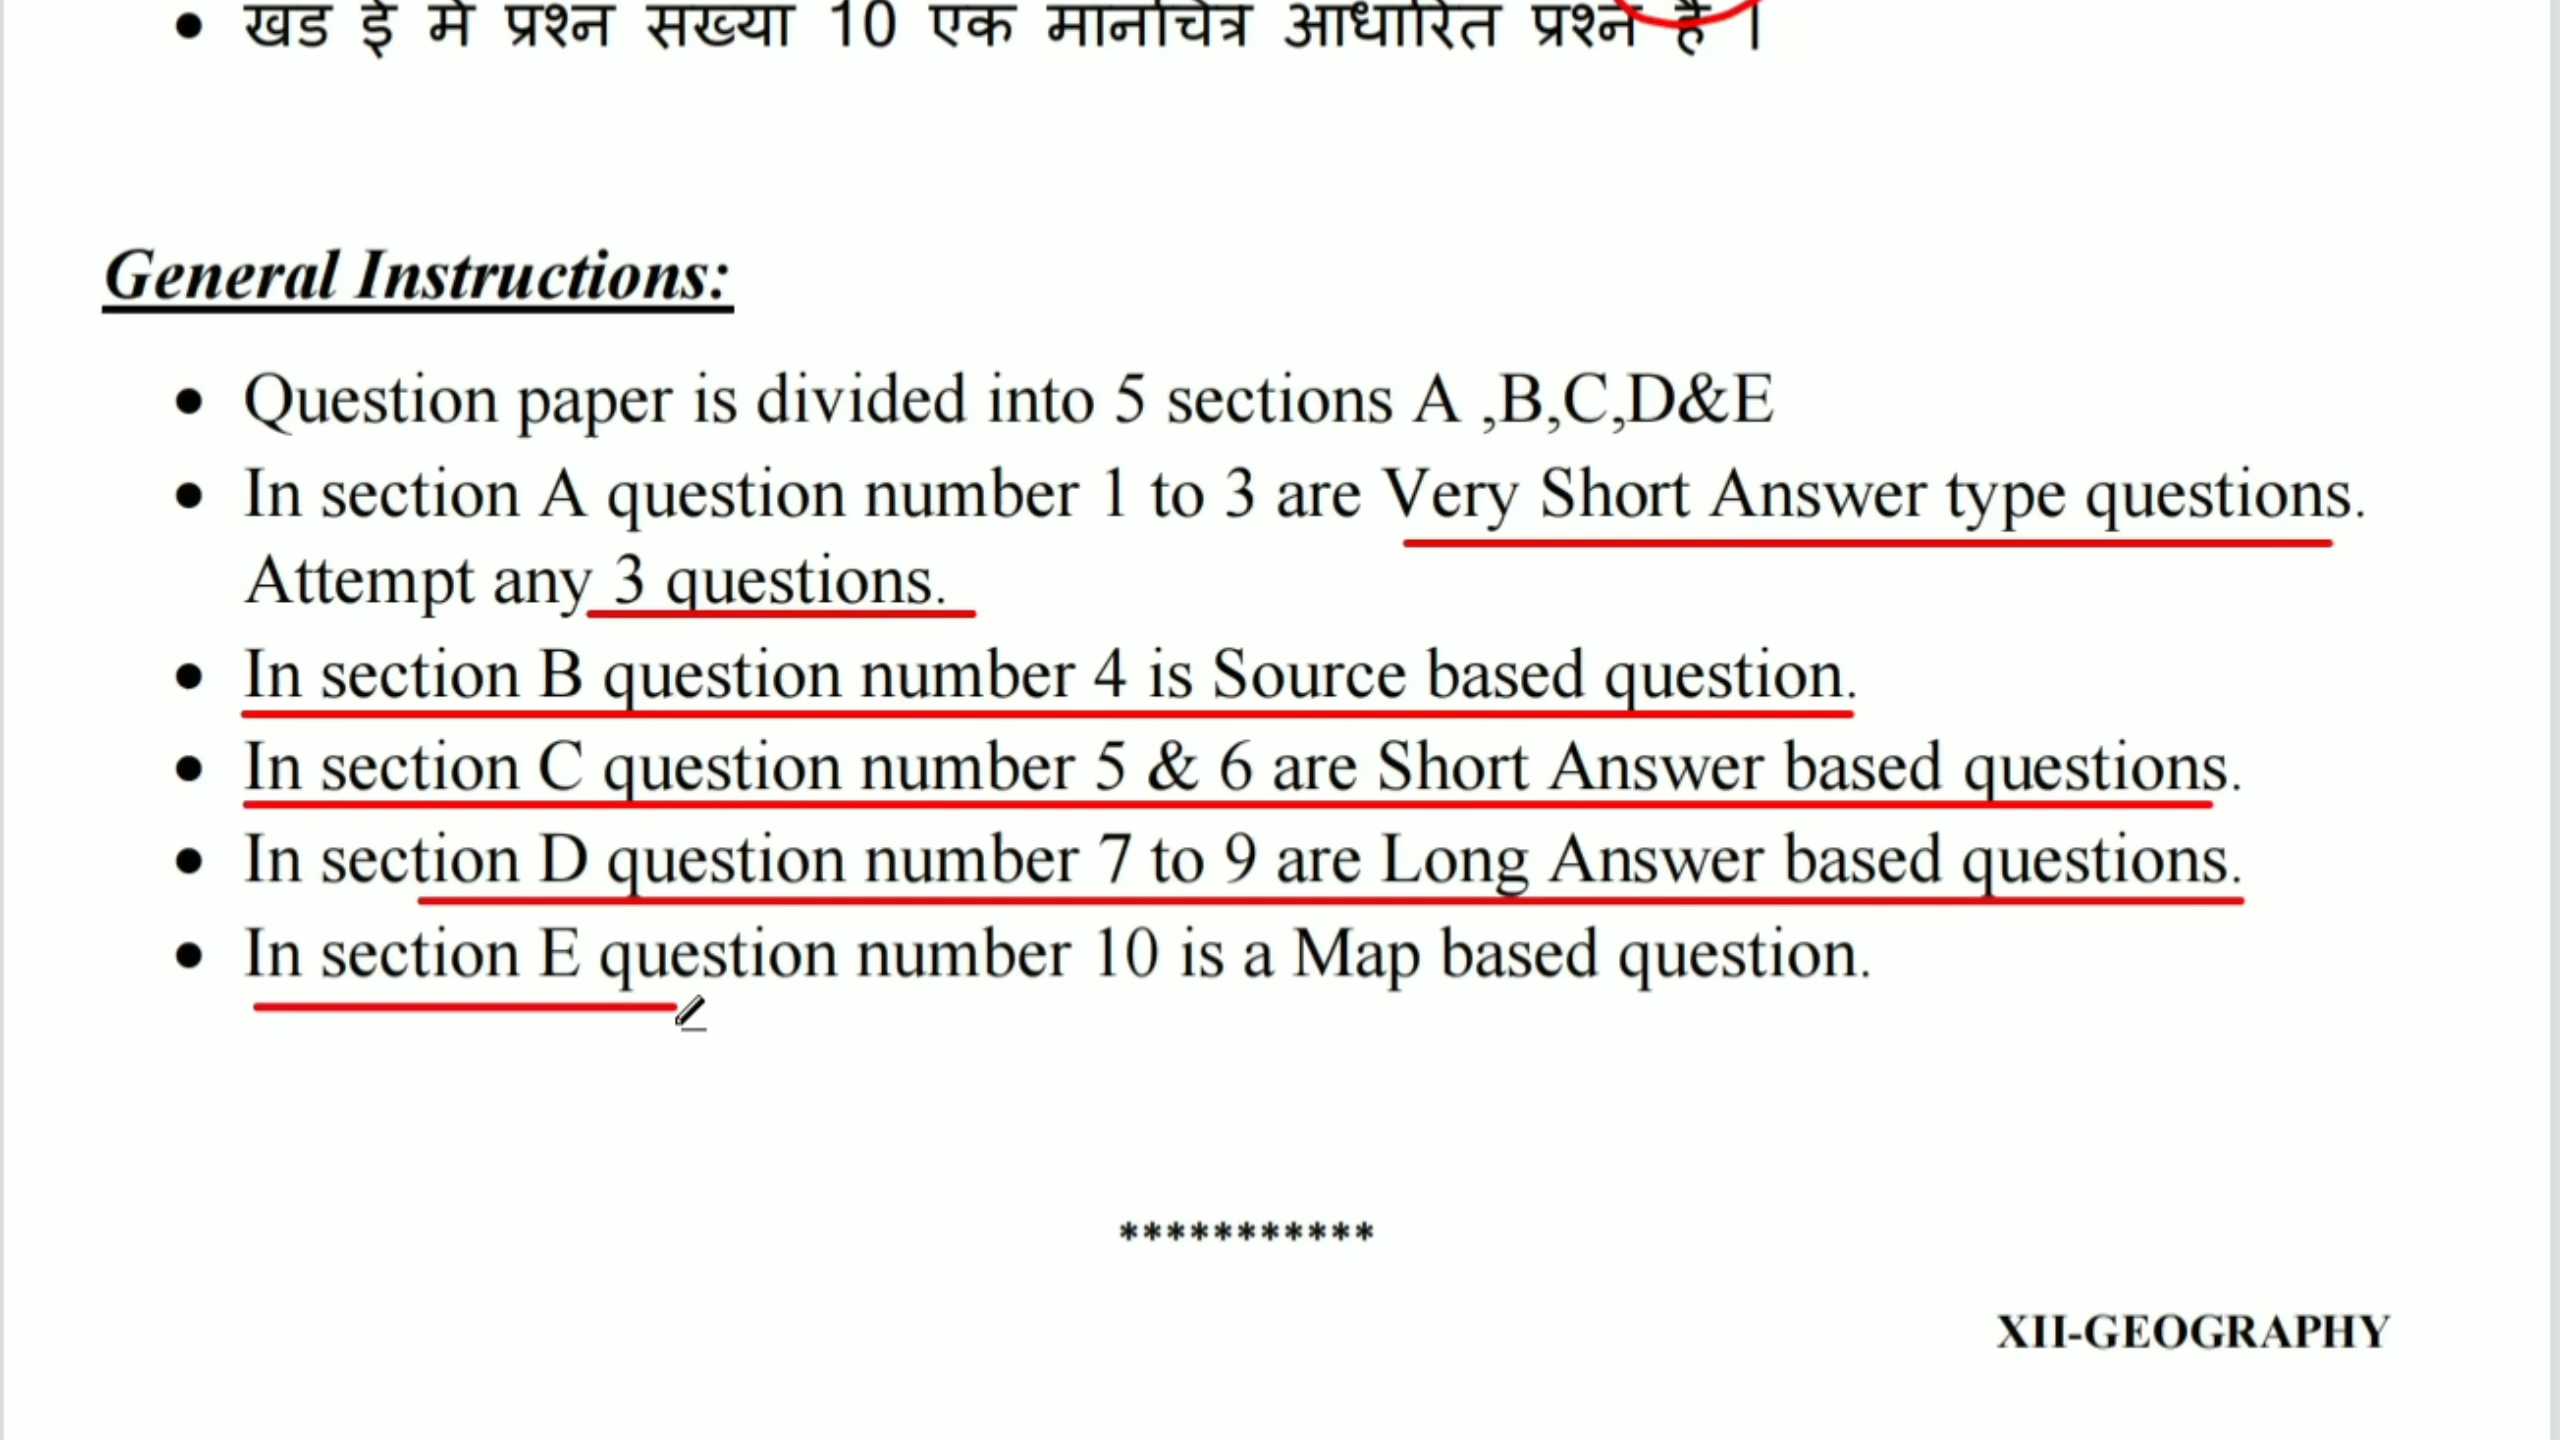 ● खंड ई में प्रश्न संख्या 10 एक मानचित्र आधारित प्रश्न है |
General Instructions:
● Question paper is divided into 5 sections A ,B,C,D&E
● In section A question number 1 to 3 are Very Short Answer type questions.
Attempt any 3 questions.
● In section B question number 4 is Source based question.
● In section C question number 5 & 6 are Short Answer based questions.
● In section D question number 7 to 9 are Long Answer based questions.
● In section E question number 10 is a Map based question.
***********
XII-GEOGRAPHY